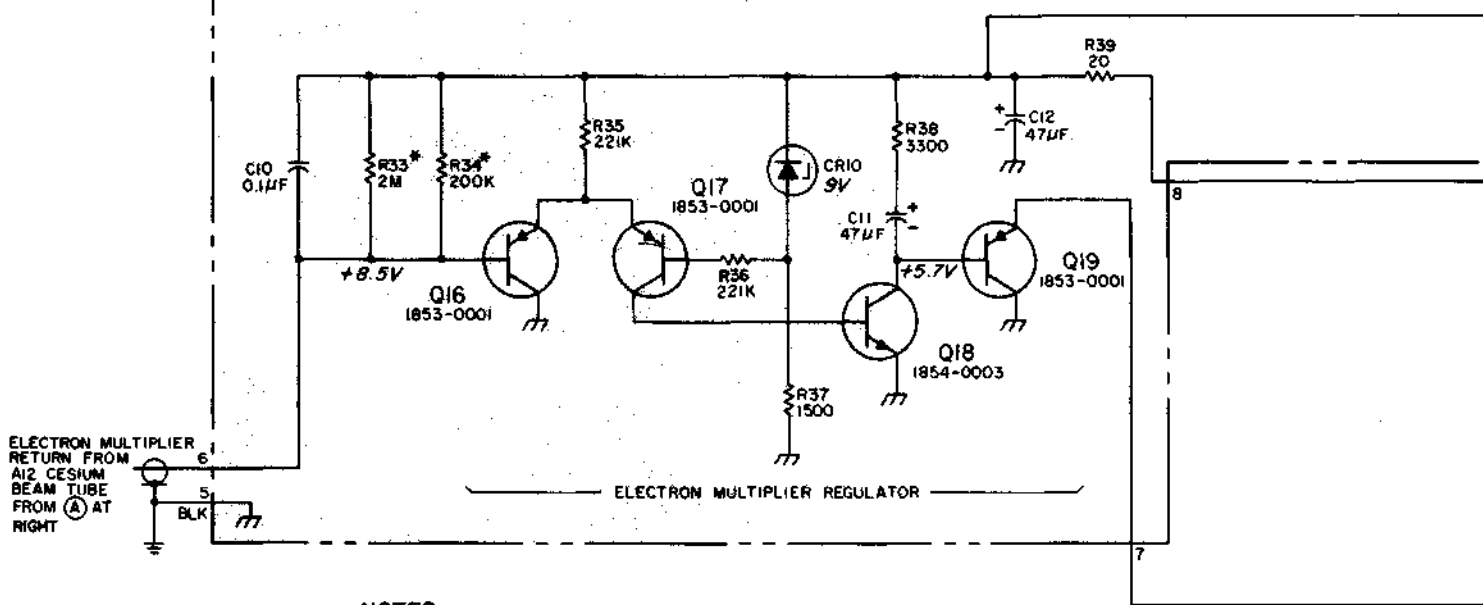 R39
20
C10
0.1µF
R33*
2M
R34*
200K
R35
221K
Q17
1853-0001
CR10
9V
R38
3300
+
-
C12
47µF
8
+8.5V
Q16
1853-0001
R36
221K
C11
47µF
+
-
+5.7V
Q19
1853-0001
Q18
1854-0003
R37
1500
ELECTRON MULTIPLIER
RETURN FROM
A12 CESIUM
BEAM TUBE
FROM A AT
RIGHT
6
5
BLK
ELECTRON MULTIPLIER REGULATOR
7